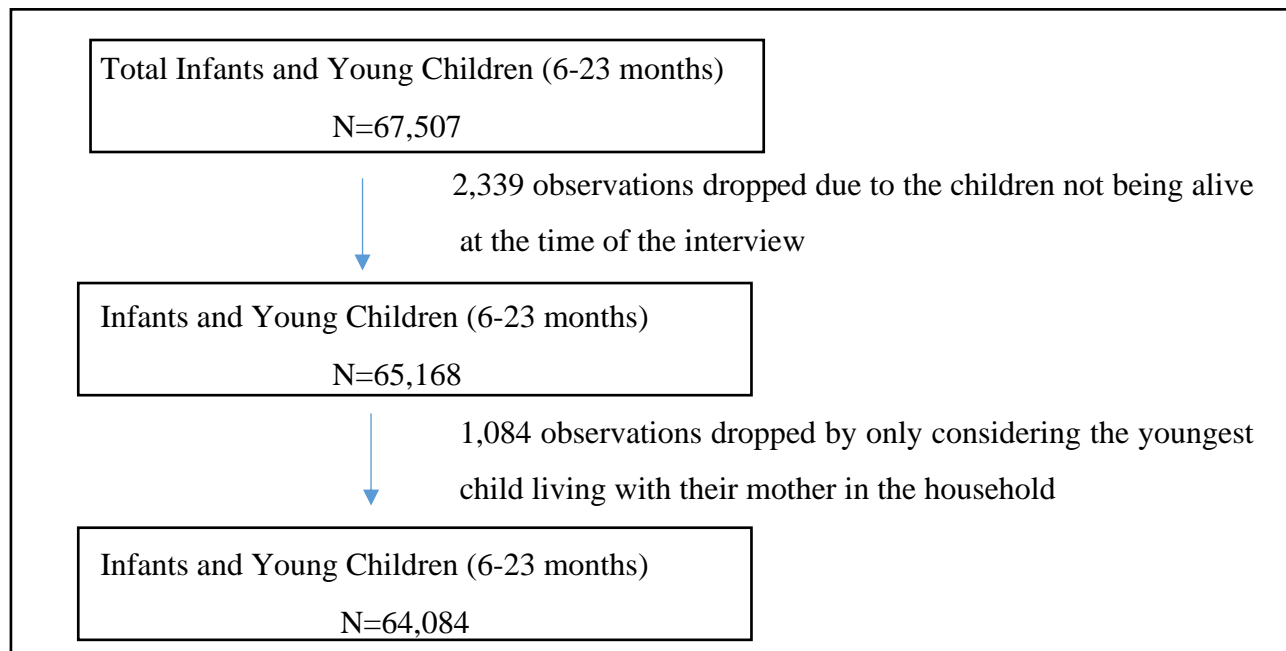 Total Infants and Young Children (6-23 months)
N=67,507
2,339 observations dropped due to the children not being alive
at the time of the interview
Infants and Young Children (6-23 months)
N=65,168
1,084 observations dropped by only considering the youngest
child living with their mother in the household
Infants and Young Children (6-23 months)
N=64,084